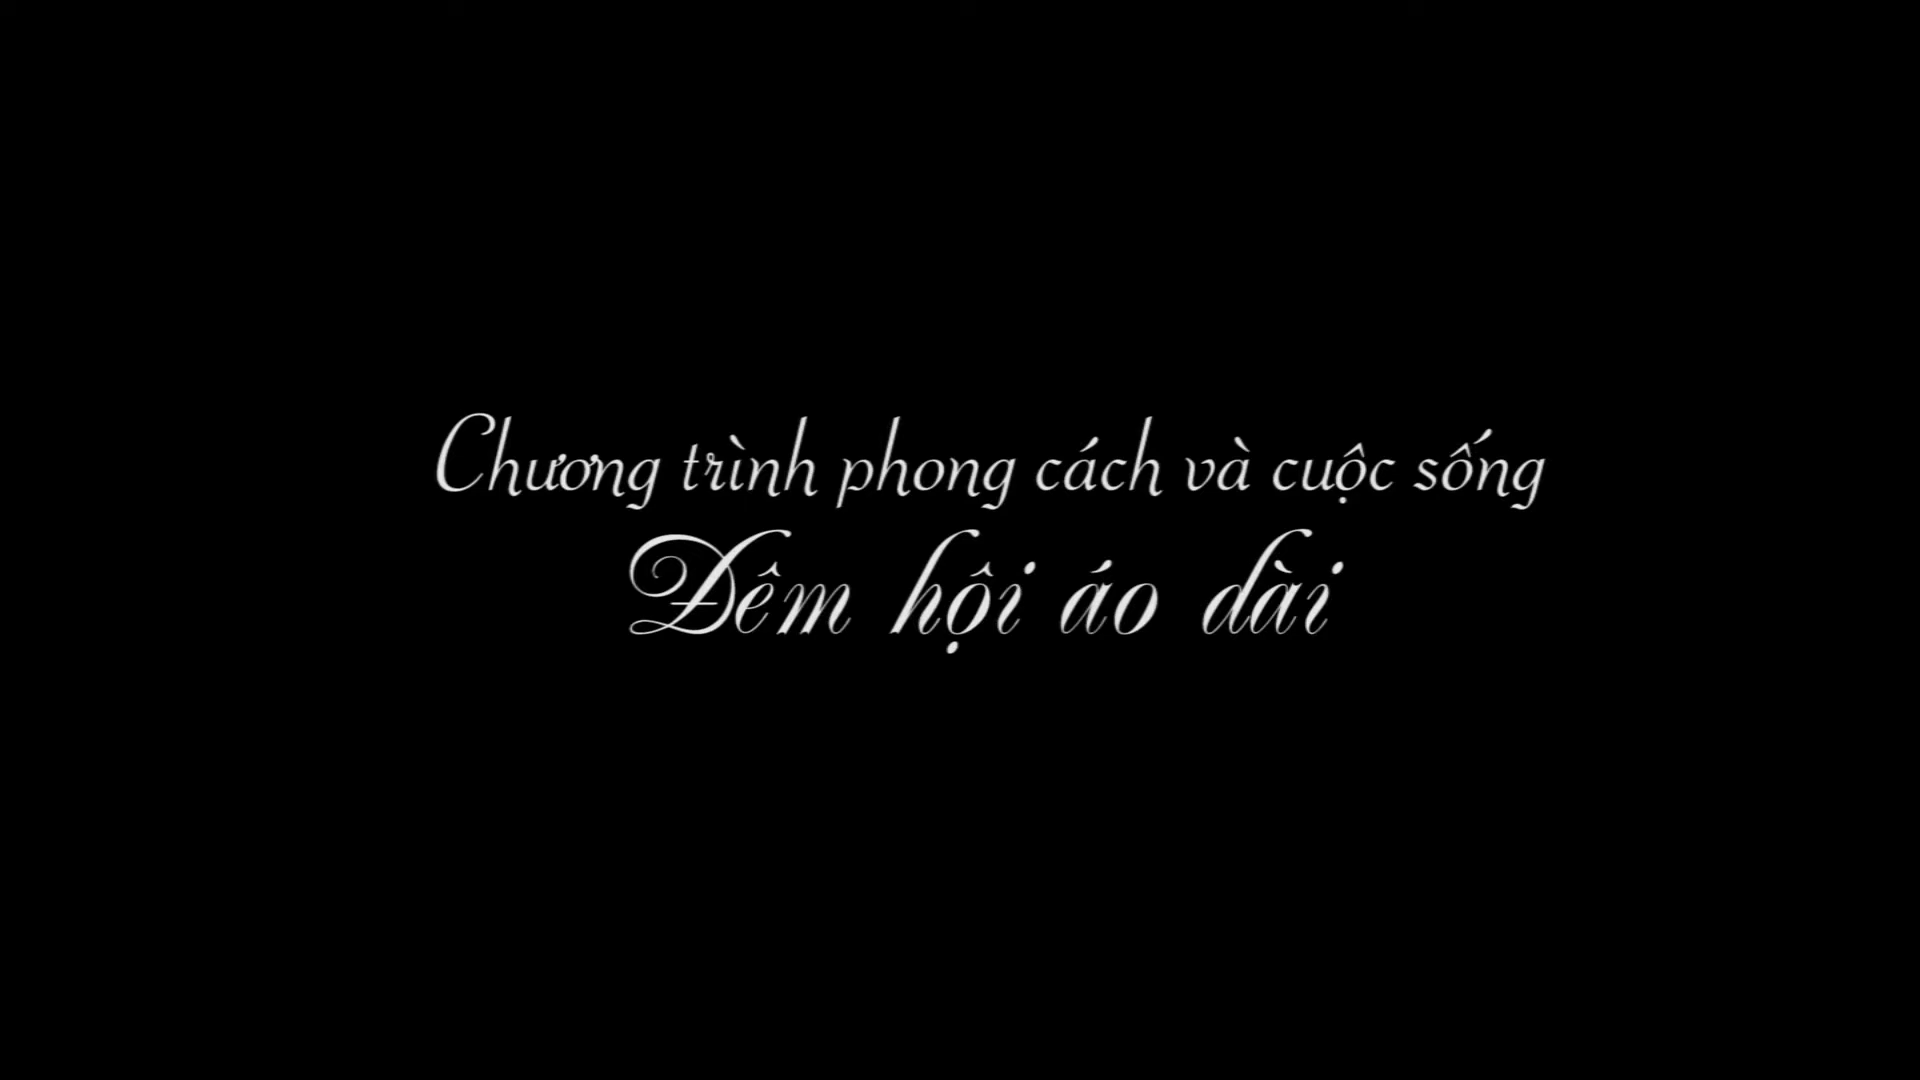 Chương trình phong cách và cuộc sống
Đêm hội áo dài